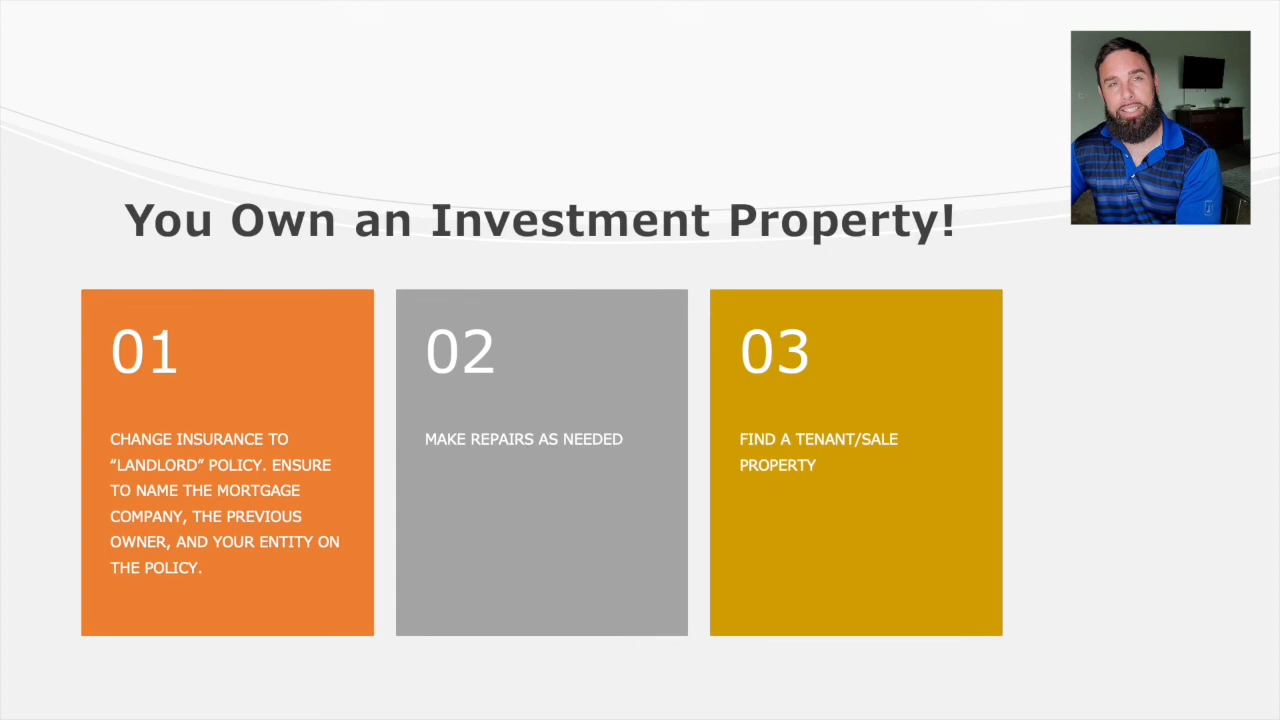 You Own an Investment Property!
01
CHANGE INSURANCE TO
“LANDLORD” POLICY. ENSURE
TO NAME THE MORTGAGE
COMPANY, THE PREVIOUS
OWNER, AND YOUR ENTITY ON
THE POLICY.
02
MAKE REPAIRS AS NEEDED
03
FIND A TENANT/SALE
PROPERTY